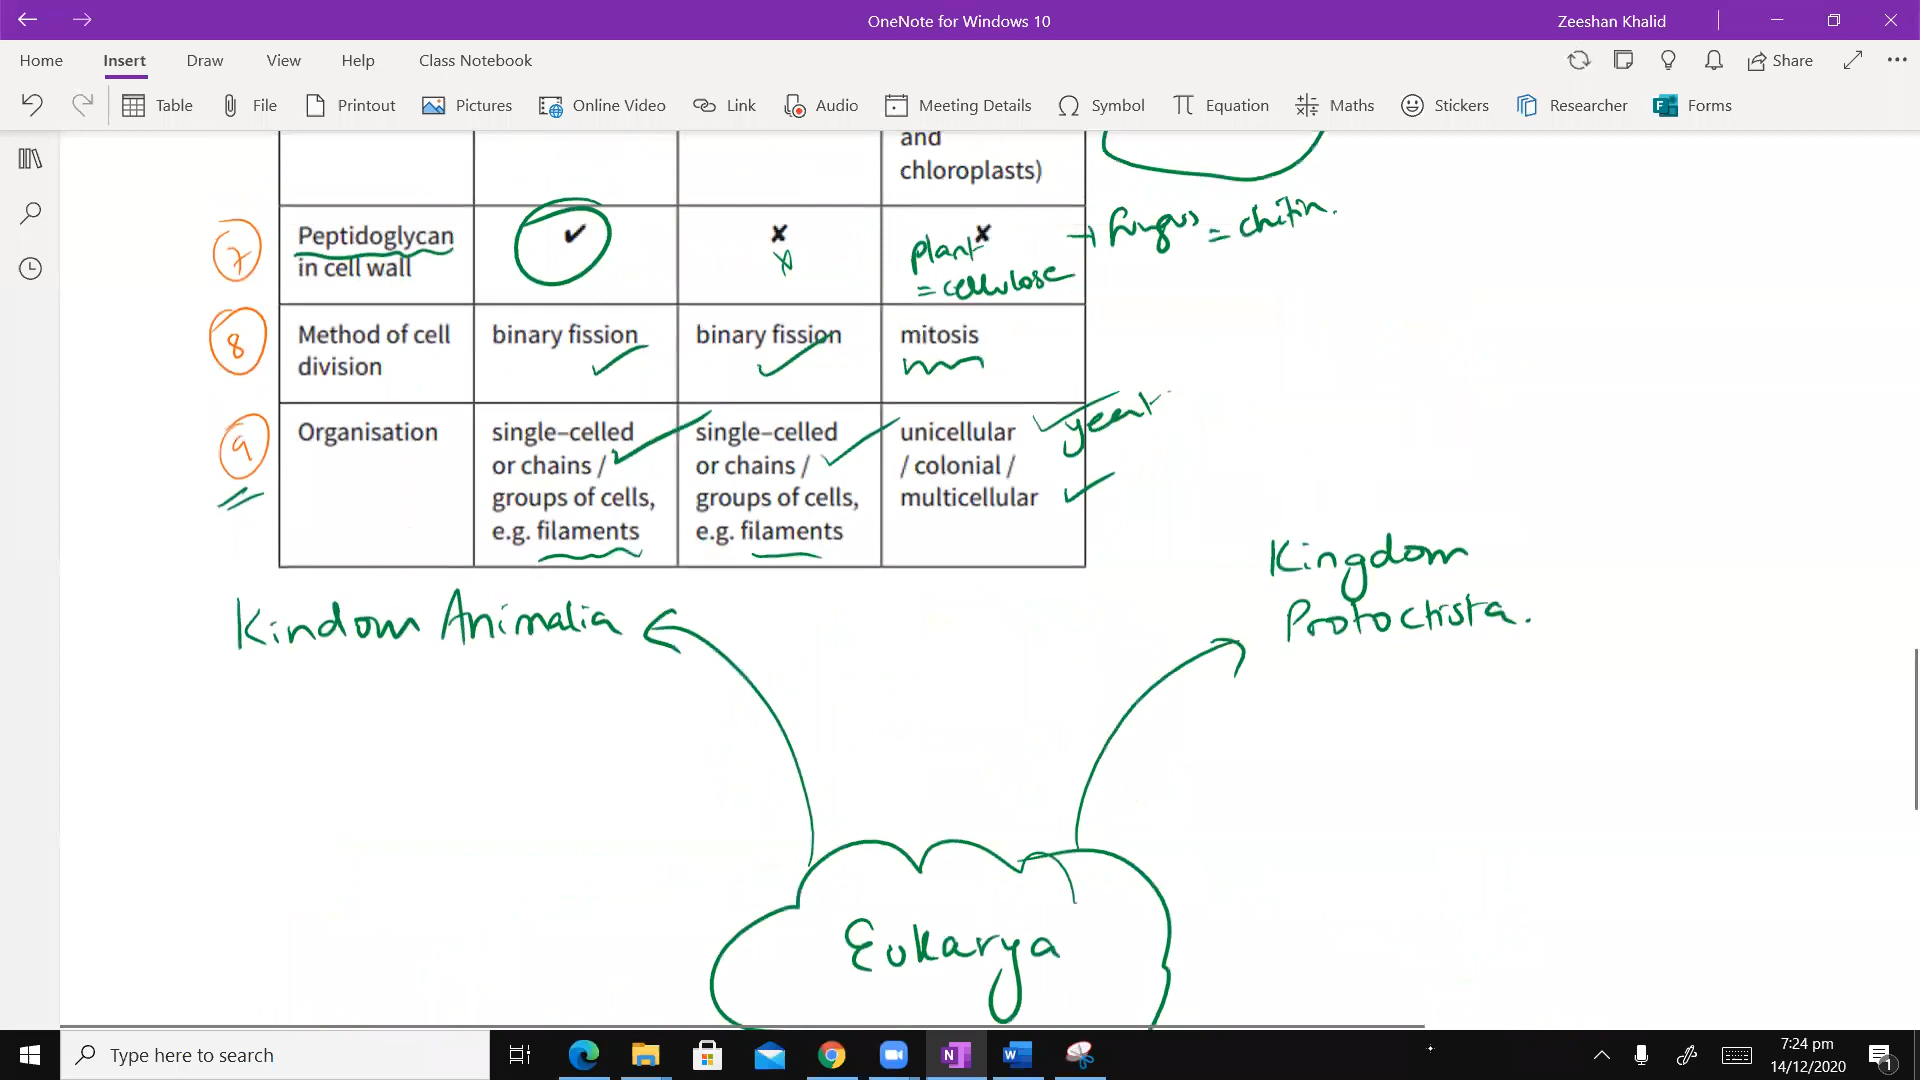 OneNote for Windows 10
Zeeshan Khalid
Home Insert Draw View Help Class Notebook Share
Table File Printout Pictures Online Video Link Audio Meeting Details Symbol Equation Maths Stickers Researcher Forms
and
chloroplasts)
7
Peptidoglycan
in cell wall
✔
✘
✘
plant
= cellulose
→ fungus = chitin.
8
Method of cell
division
binary fission
binary fission
mitosis
9
Organisation
single–celled
or chains /
groups of cells,
e.g. filaments
single–celled
or chains /
groups of cells,
e.g. filaments
unicellular
/ colonial /
multicellular
yeast
Kindom Animalia
Kingdom
Protoctista.
Eukarya
Type here to search
7:24 pm
14/12/2020
1